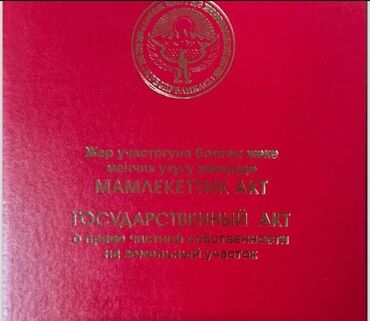 Жер участогуна болгон жеке
менчик укугу жөнүндө
МАМЛЕКЕТТИК АКТ
ГОСУДАРСТВЕННЫЙ АКТ
о праве частной собственности
на земельный участок